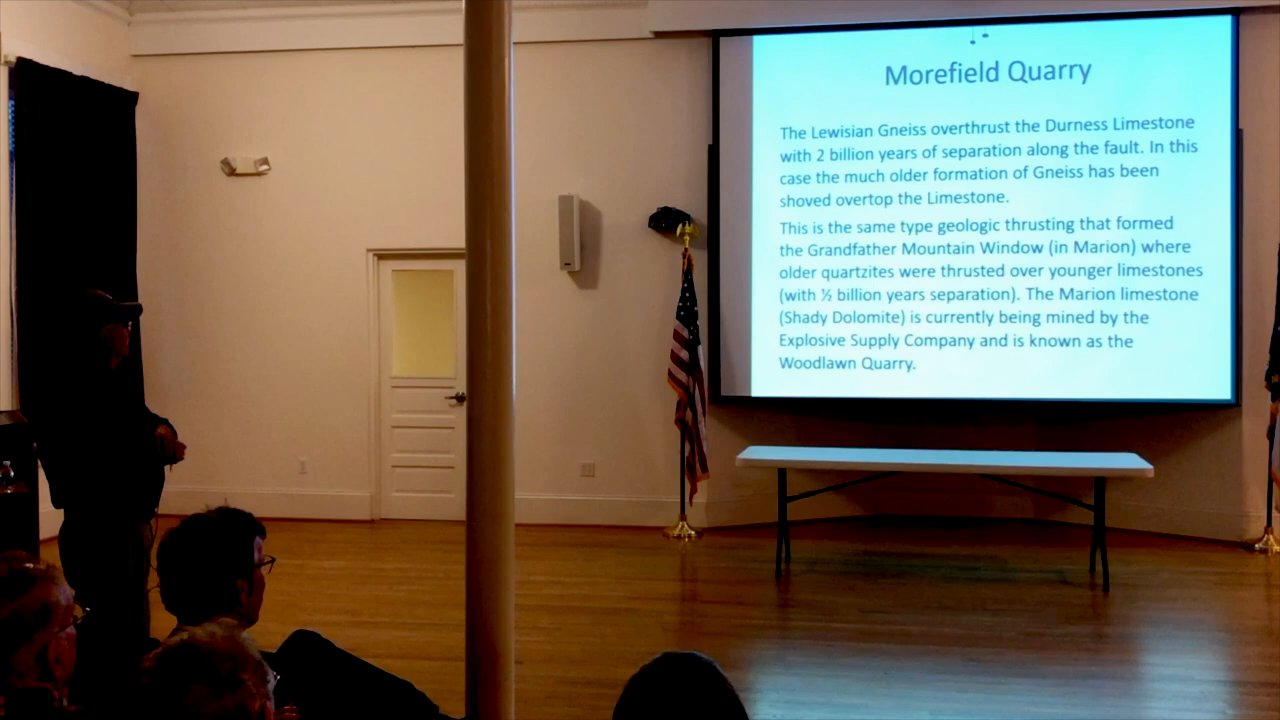 Morefield Quarry
The Lewisian Gneiss overthrust the Durness Limestone
with 2 billion years of separation along the fault. In this
case the much older formation of Gneiss has been
shoved overtop the Limestone.
This is the same type geologic thrusting that formed
the Grandfather Mountain Window (in Marion) where
older quartzites were thrusted over younger limestones
(with ½ billion years separation). The Marion limestone
(Shady Dolomite) is currently being mined by the
Explosive Supply Company and is known as the
Woodlawn Quarry.